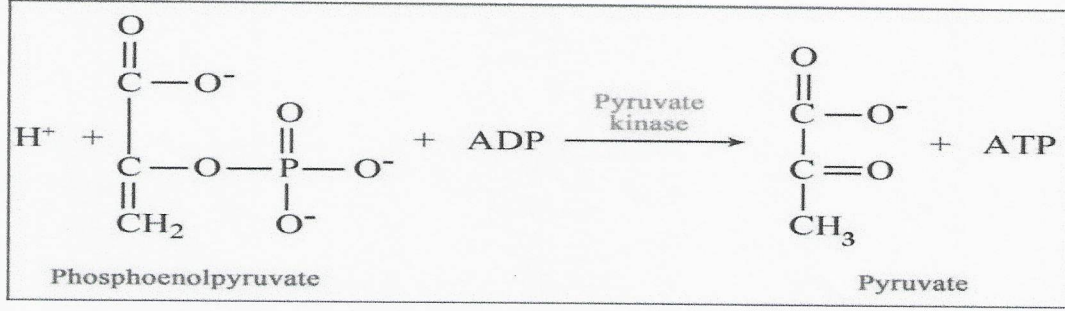 O
C — O⁻
O
H⁺ + C — O — P — O⁻ + ADP
Pyruvate
kinase
CH₂ O⁻
Phosphoenolpyruvate
O
C — O⁻
C = O + ATP
CH₃
Pyruvate